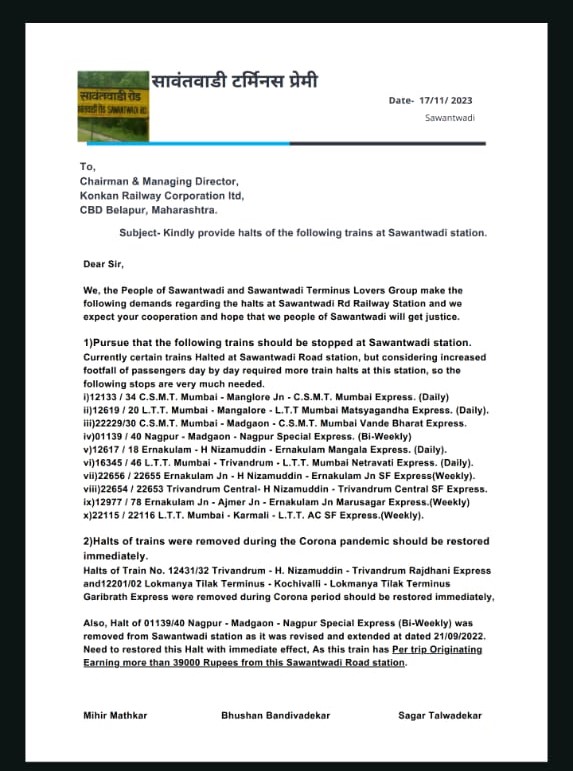 सावंतवाडी टर्मिनस प्रेमी
सावंतवाडी रोड
SAWANTWADI RD
Date- 17/11/ 2023
Sawantwadi
To,
Chairman & Managing Director,
Konkan Railway Corporation ltd,
CBD Belapur, Maharashtra.
Subject- Kindly provide halts of the following trains at Sawantwadi station.
Dear Sir,
We, the People of Sawantwadi and Sawantwadi Terminus Lovers Group make the
following demands regarding the halts at Sawantwadi Rd Railway Station and we
expect your cooperation and hope that we people of Sawantwadi will get justice.
1)Pursue that the following trains should be stopped at Sawantwadi station.
Currently certain trains Halted at Sawantwadi Road station, but considering increased
footfall of passengers day by day required more train halts at this station, so the
following stops are very much needed.
i)12133 / 34 C.S.M.T. Mumbai - Manglore Jn - C.S.M.T. Mumbai Express. (Daily)
ii)12619 / 20 L.T.T. Mumbai - Mangalore - L.T.T Mumbai Matsyagandha Express. (Daily).
iii)22229/30 C.S.M.T. Mumbai - Madgaon - C.S.M.T. Mumbai Vande Bharat Express.
iv)01139 / 40 Nagpur - Madgaon - Nagpur Special Express. (Bi-Weekly)
v)12617 / 18 Ernakulam - H Nizamuddin - Ernakulam Mangala Express. (Daily).
vi)16345 / 46 L.T.T. Mumbai - Trivandrum - L.T.T. Mumbai Netravati Express. (Daily).
vii)22656 / 22655 Ernakulam Jn - H Nizamuddin - Ernakulam Jn SF Express(Weekly).
viii)22654 / 22653 Trivandrum Central- H Nizamuddin - Trivandrum Central SF Express.
ix)12977 / 78 Ernakulam Jn - Ajmer Jn - Ernakulam Jn Marusagar Express.(Weekly)
x)22115 / 22116 L.T.T. Mumbai - Karmali - L.T.T. AC SF Express.(Weekly).
2)Halts of trains were removed during the Corona pandemic should be restored
immediately.
Halts of Train No. 12431/32 Trivandrum - H. Nizamuddin - Trivandrum Rajdhani Express
and12201/02 Lokmanya Tilak Terminus - Kochivalli - Lokmanya Tilak Terminus
Garibrath Express were removed during Corona period should be restored immediately,
Also, Halt of 01139/40 Nagpur - Madgaon - Nagpur Special Express (Bi-Weekly) was
removed from Sawantwadi station as it was revised and extended at dated 21/09/2022.
Need to restored this Halt with immediate effect, As this train has Per trip Originating
Earning more than 39000 Rupees from this Sawantwadi Road station.
Mihir Mathkar Bhushan Bandivadekar Sagar Talwadekar